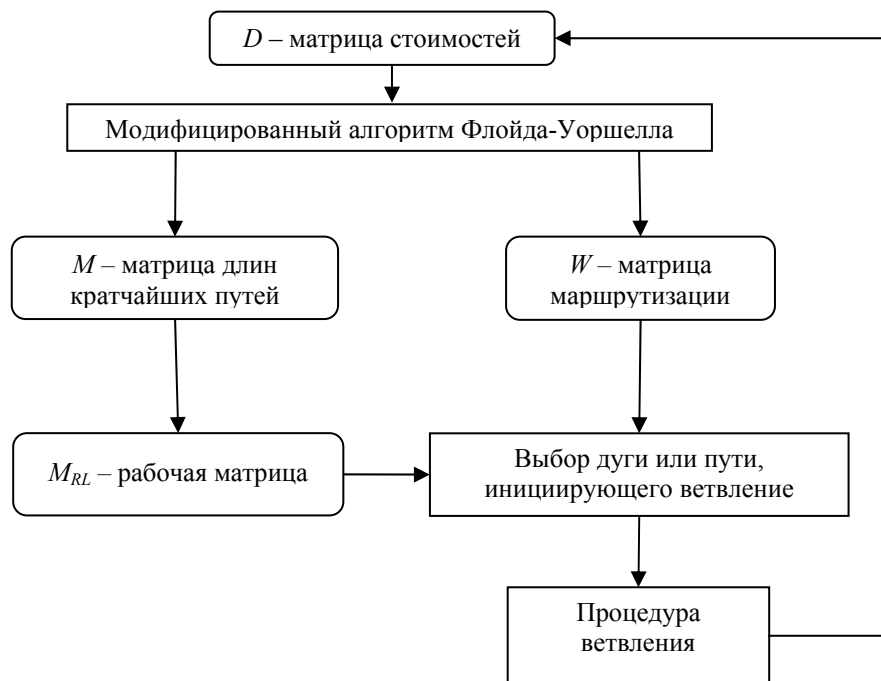 D – матрица стоимостей
Модифицированный алгоритм Флойда-Уоршелла
M – матрица длин
кратчайших путей
W – матрица
маршрутизации
M_RL – рабочая матрица
Выбор дуги или пути,
инициирующего ветвление
Процедура
ветвления